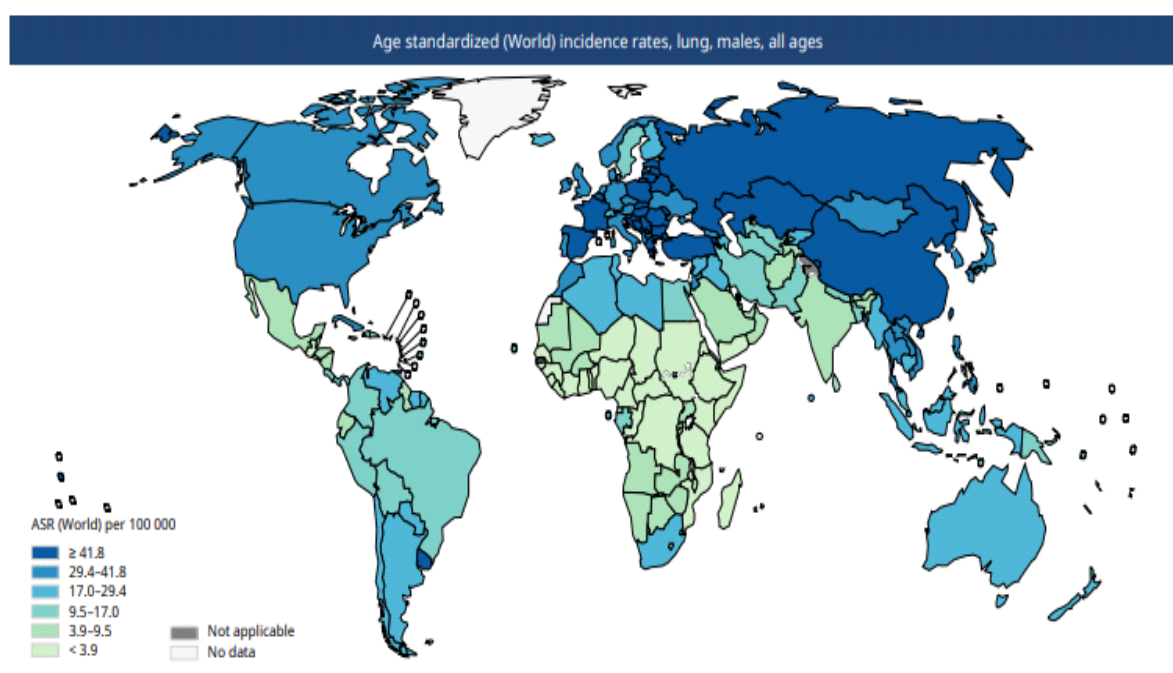 Age standardized (World) incidence rates, lung, males, all ages
ASR (World) per 100 000
≥ 41.8
29.4–41.8
17.0–29.4
9.5–17.0
3.9–9.5
< 3.9
Not applicable
No data